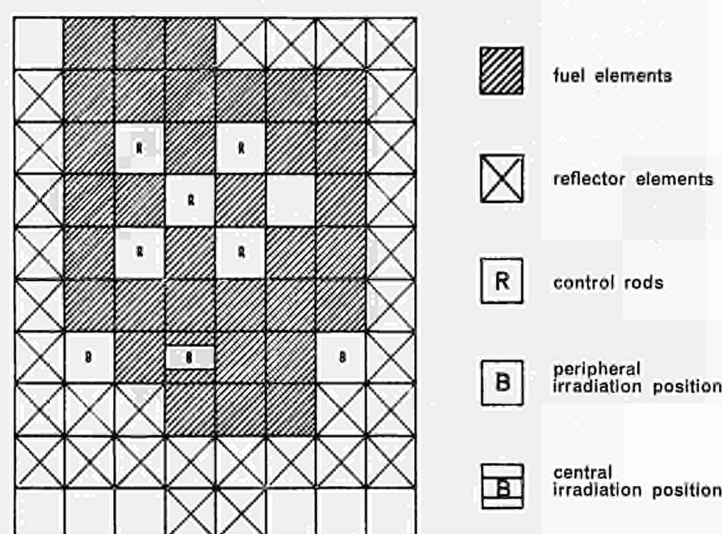 fuel elements
R R
reflector elements
R
R R
R
control rods
B B B
B
peripheral
irradiation position
B
central
irradiation position